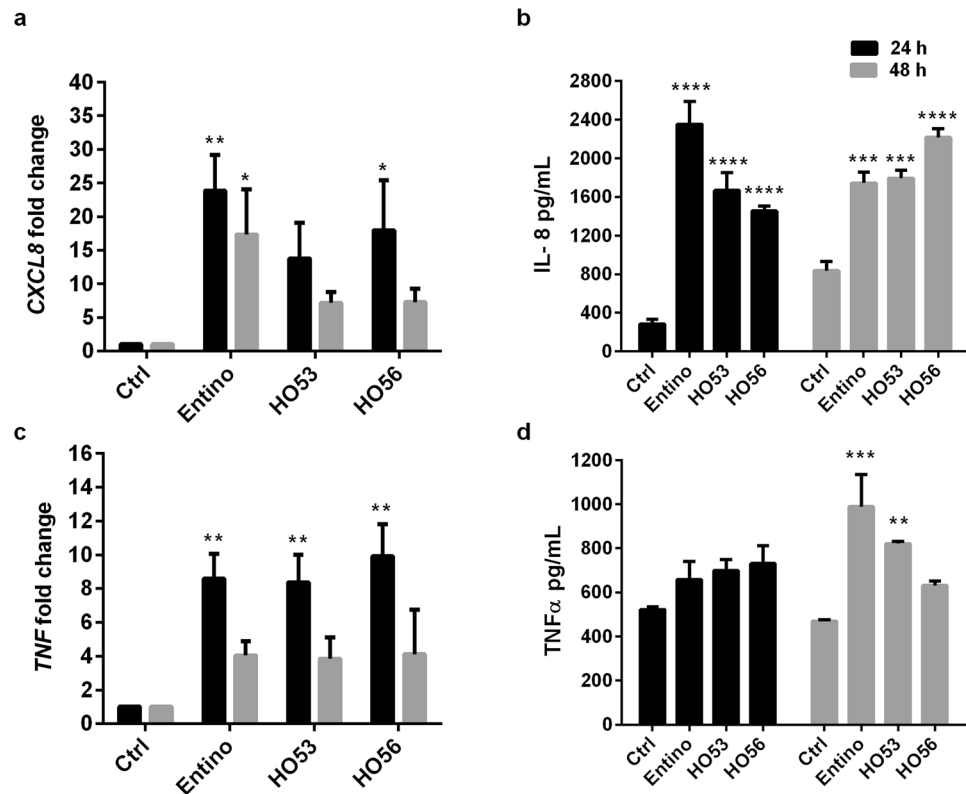 a
CXCL8 fold change
40
35
30
25
20
15
10
5
0
** * *
Ctrl Entino HO53 HO56
b
24 h
48 h
IL- 8 pg/mL
2800
2400
2000
1600
1200
800
400
0
**** **** **** *** *** ****
Ctrl Entino HO53 HO56 Ctrl Entino HO53 HO56
c
TNF fold change
16
14
12
10
8
6
4
2
0
** ** **
Ctrl Entino HO53 HO56
d
TNFα pg/mL
1200
1000
800
600
400
200
0
*** **
Ctrl Entino HO53 HO56 Ctrl Entino HO53 HO56